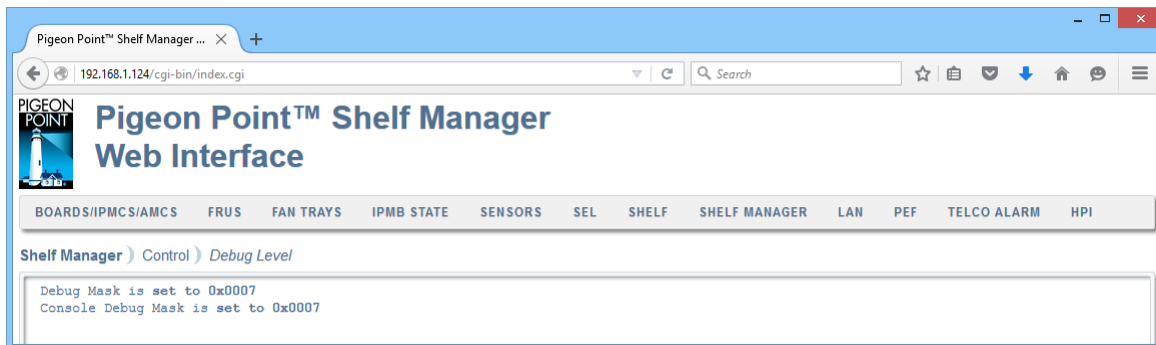 Pigeon Point™ Shelf Manager ...
192.168.1.124/cgi-bin/index.cgi
Search
PIGEON
POINT
Pigeon Point™ Shelf Manager
Web Interface
BOARDS/IPMCS/AMCS FRUS FAN TRAYS IPMB STATE SENSORS SEL SHELF SHELF MANAGER LAN PEF TELCO ALARM HPI
Shelf Manager ) Control ) Debug Level
Debug Mask is set to 0x0007
Console Debug Mask is set to 0x0007